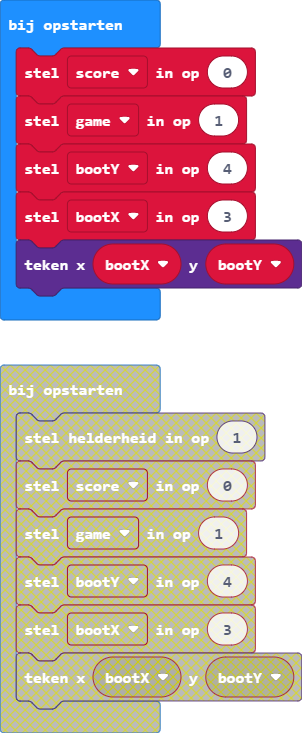 bij opstarten
stel score in op 0
stel game in op 1
stel bootY in op 4
stel bootX in op 3
teken x bootX y bootY
bij opstarten
stel helderheid in op 1
stel score in op 0
stel game in op 1
stel bootY in op 4
stel bootX in op 3
teken x bootX y bootY